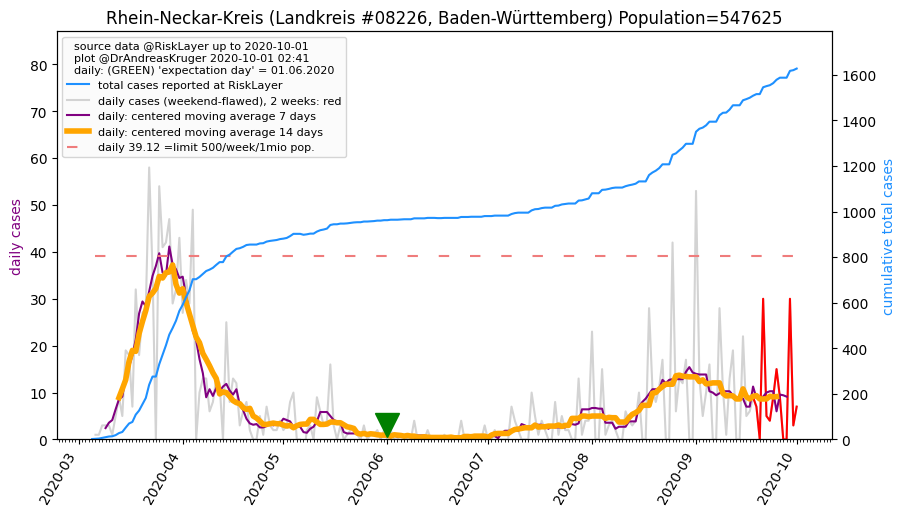 Rhein-Neckar-Kreis (Landkreis #08226, Baden-Württemberg) Population=547625
source data @RiskLayer up to 2020-10-01
plot @DrAndreasKruger 2020-10-01 02:41
daily: (GREEN) 'expectation day' = 01.06.2020
total cases reported at RiskLayer
daily cases (weekend-flawed), 2 weeks: red
daily: centered moving average 7 days
daily: centered moving average 14 days
daily 39.12 =limit 500/week/1mio pop.
daily cases
80
70
60
50
40
30
20
10
0
cumulative total cases
1600
1400
1200
1000
800
600
400
200
0
2020-03
2020-04
2020-05
2020-06
2020-07
2020-08
2020-09
2020-10